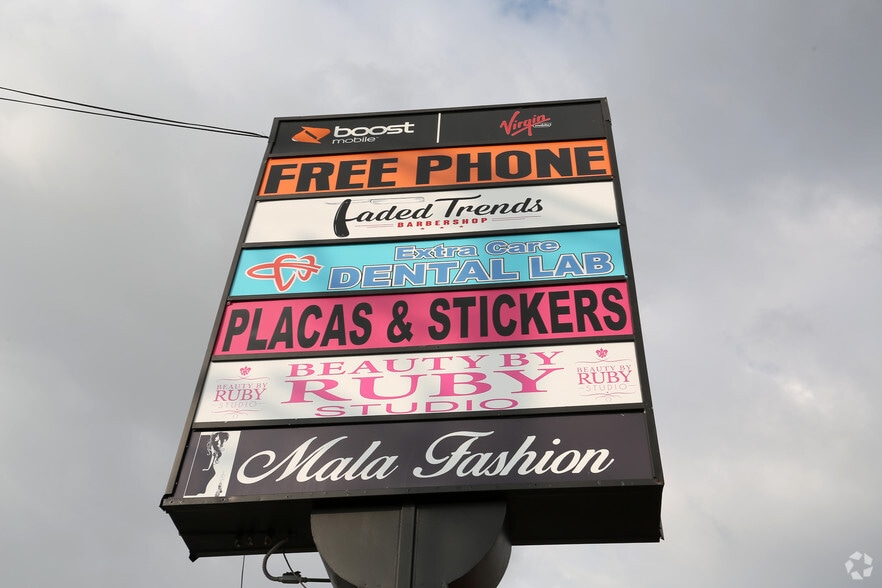 boost Virgin
mobile mobile
FREE PHONE
Faded Trends
BARBERSHOP
Extra Care
DENTAL LAB
PLACAS & STICKERS
BEAUTY BY
RUBY
STUDIO
BEAUTY BY
RUBY
STUDIO
BEAUTY BY
RUBY
STUDIO
Mala Fashion